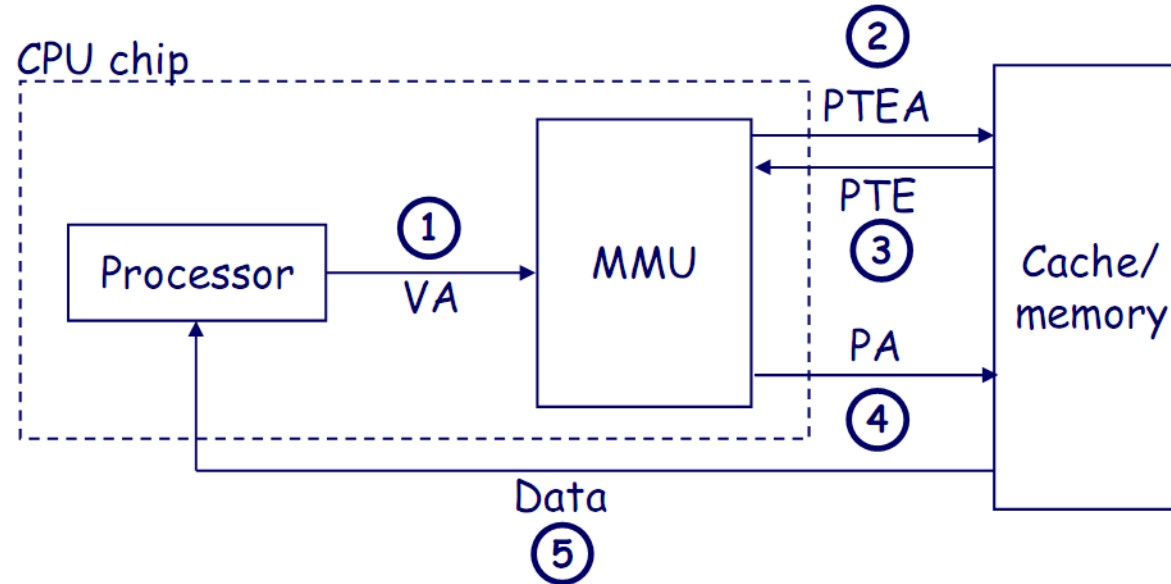 2
CPU chip
PTEA
PTE
3
1
VA
Processor
MMU
Cache/
memory
PA
4
Data
5